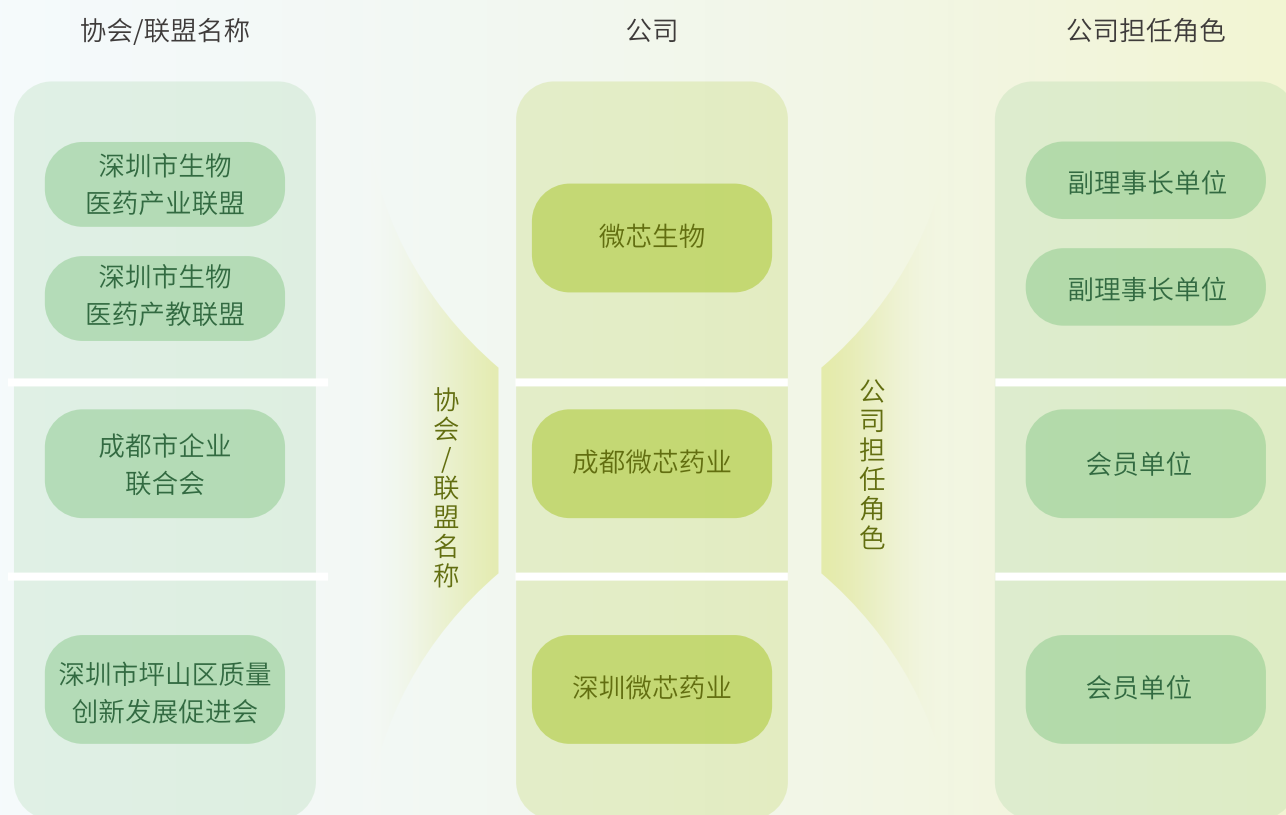 协会/联盟名称
公司
公司担任角色
深圳市生物
医药产业联盟
深圳市生物
医药产教联盟
微芯生物
副理事长单位
副理事长单位
协会/联盟名称
公司担任角色
成都市企业
联合会
成都微芯药业
会员单位
深圳市坪山区质量
创新发展促进会
深圳微芯药业
会员单位